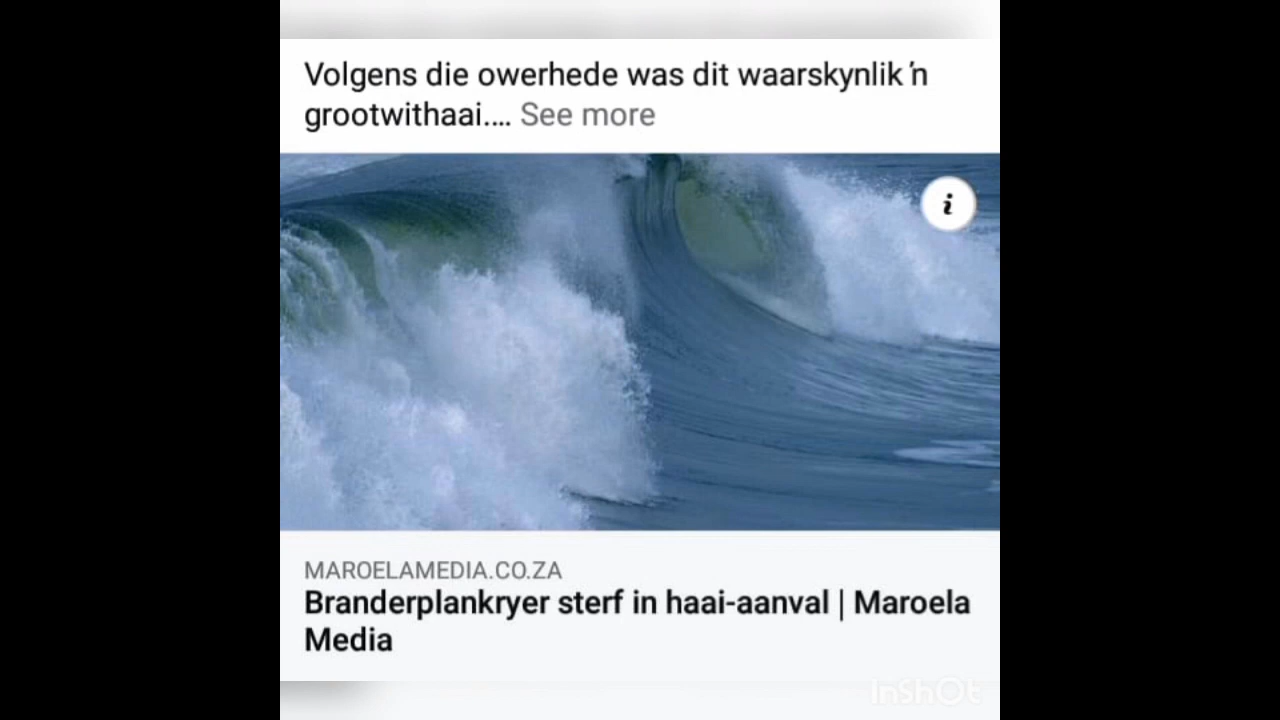 Volgens die owerhede was dit waarskynlik 'n
grootwithaai.... See more
i
MAROELAMEDIA.CO.ZA
Branderplankryer sterf in haai-aanval | Maroela
Media
InShOt